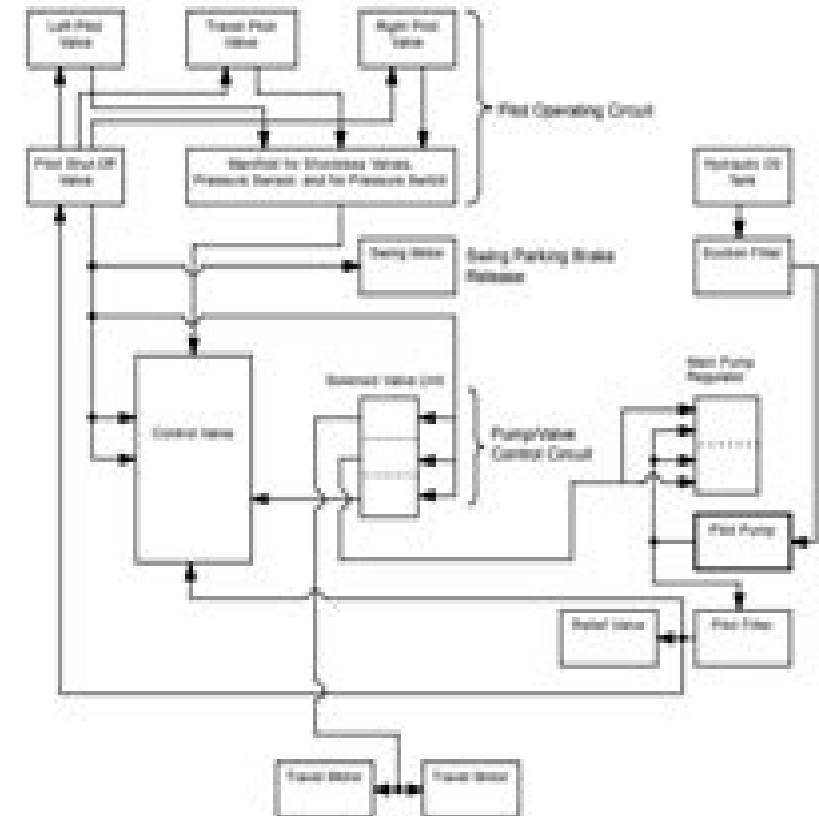 Left Pilot
Valve
Travel Pilot
Valve
Right Pilot
Valve
Pilot Operating Circuit
Pilot Shut-Off
Valve
Manifold for Shockless Valves,
Pressure Sensor, and for Pressure Switch
Hydraulic Oil
Tank
Swing Motor
Swing Parking Brake
Release
Suction Filter
Solenoid Valve Unit
Main Pump
Regulator
Control Valve
Pump/Valve
Control Circuit
Pilot Pump
Relief Valve
Pilot Filter
Travel Motor
Travel Motor